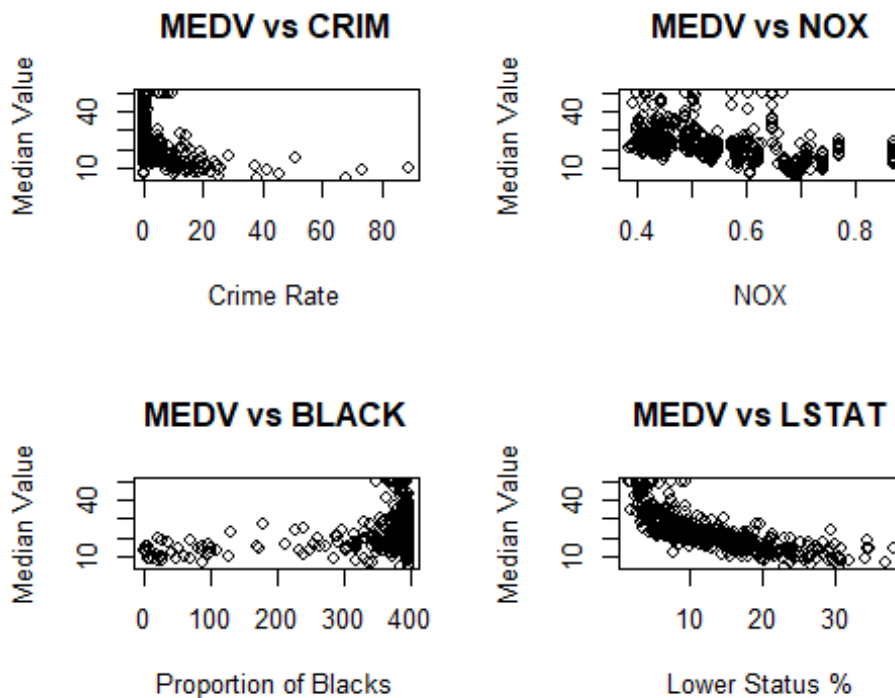 MEDV vs CRIM
Median Value
10 40
0 20 40 60 80
Crime Rate
MEDV vs NOX
Median Value
10 40
0.4 0.6 0.8
NOX
MEDV vs BLACK
Median Value
10 40
0 100 200 300 400
Proportion of Blacks
MEDV vs LSTAT
Median Value
10 40
10 20 30
Lower Status %